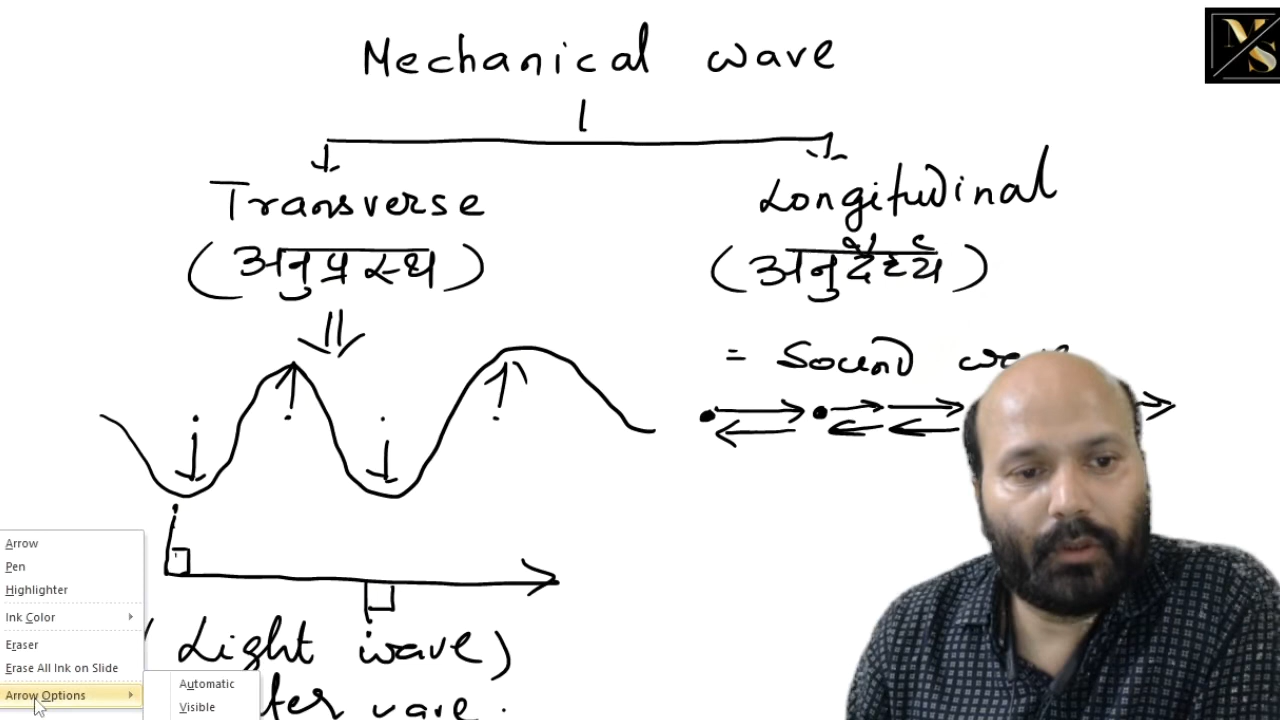 Mechanical wave
MS
Transverse
Longitudinal
(अनुप्रस्थ)
(अनुदैर्ध्य)
= Sound
(Light wave)
Arrow
Pen
Highlighter
Ink Color
Eraser
Erase All Ink on Slide
Arrow Options
Automatic
Visible